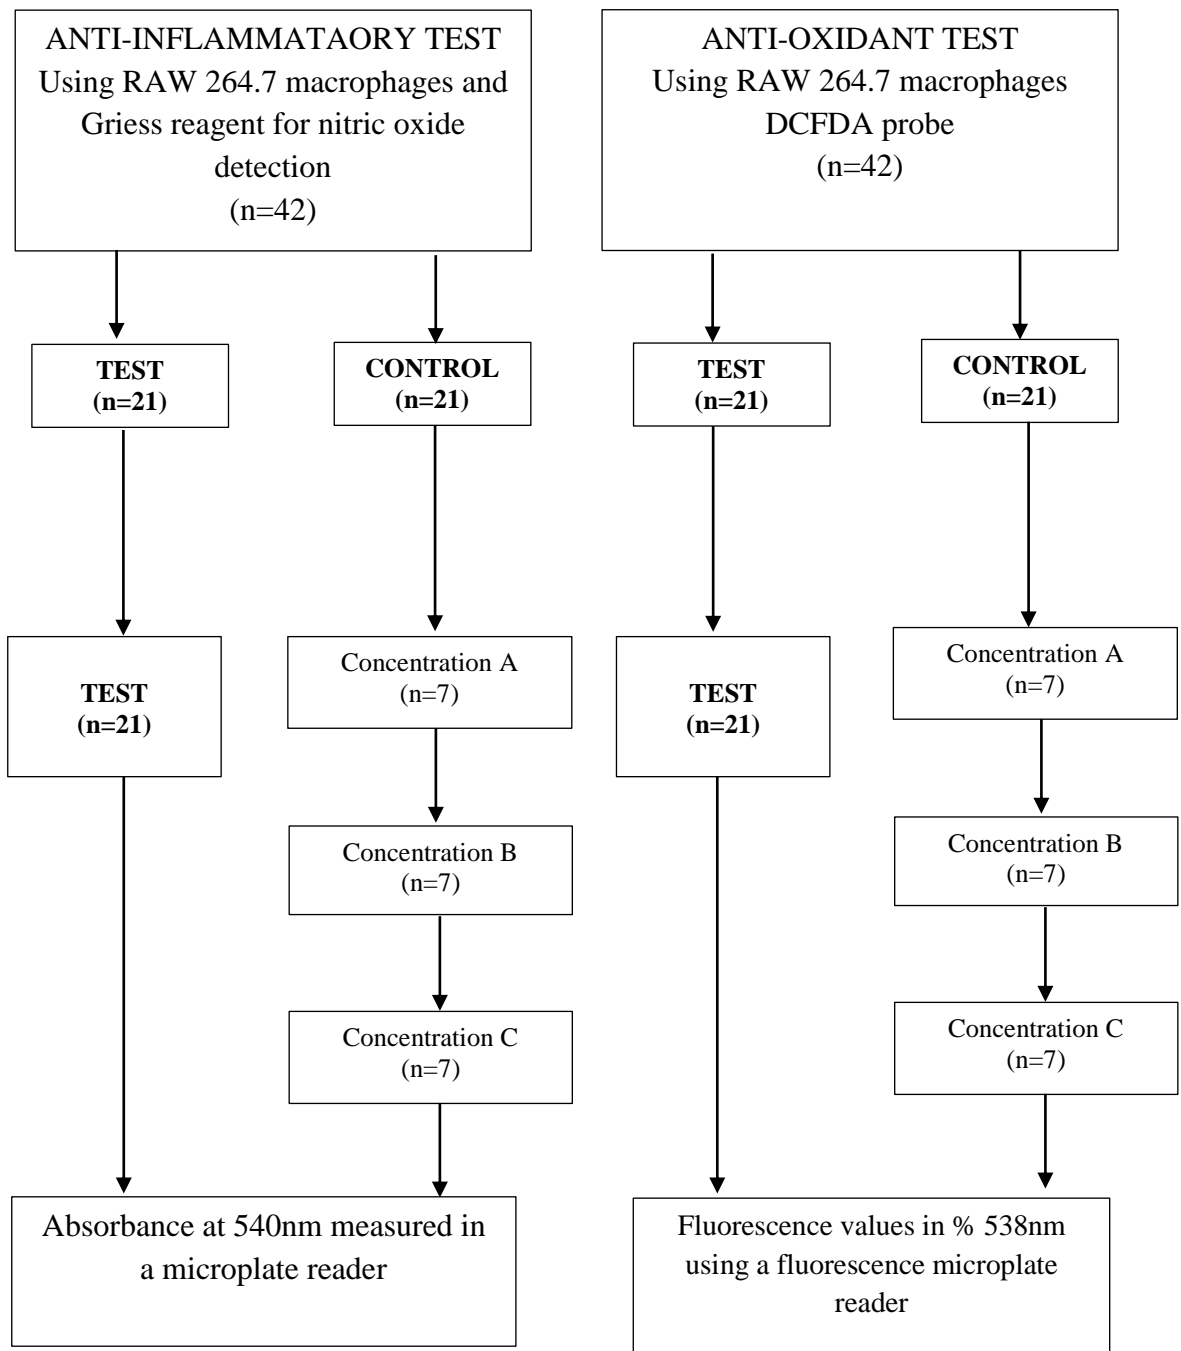 ANTI-INFLAMMATAORY TEST
Using RAW 264.7 macrophages and
Griess reagent for nitric oxide
detection
(n=42)
ANTI-OXIDANT TEST
Using RAW 264.7 macrophages
DCFDA probe
(n=42)
TEST
(n=21)
CONTROL
(n=21)
TEST
(n=21)
CONTROL
(n=21)
TEST
(n=21)
Concentration A
(n=7)
TEST
(n=21)
Concentration A
(n=7)
Concentration B
(n=7)
Concentration B
(n=7)
Concentration C
(n=7)
Concentration C
(n=7)
Absorbance at 540nm measured in
a microplate reader
Fluorescence values in % 538nm
using a fluorescence microplate
reader